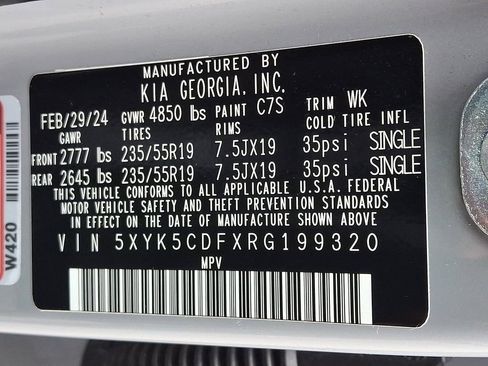 MANUFACTURED BY
KIA GEORGIA, INC.
FEB/29/24 GVWR 4850 lbs PAINT C7S TRIM WK
GAWR TIRES RIMS COLD TIRE INFL
FRONT 2777 lbs 235/55R19 7.5JX19 35psi SINGLE
REAR 2645 lbs 235/55R19 7.5JX19 35psi SINGLE
THIS VEHICLE CONFORMS TO ALL APPLICABLE U.S.A. FEDERAL
MOTOR VEHICLE SAFETY AND THEFT PREVENTION STANDARDS
IN EFFECT ON THE DATE OF MANUFACTURE SHOWN ABOVE.
VIN 5XYK5CDFXRG199320
MPV
W420